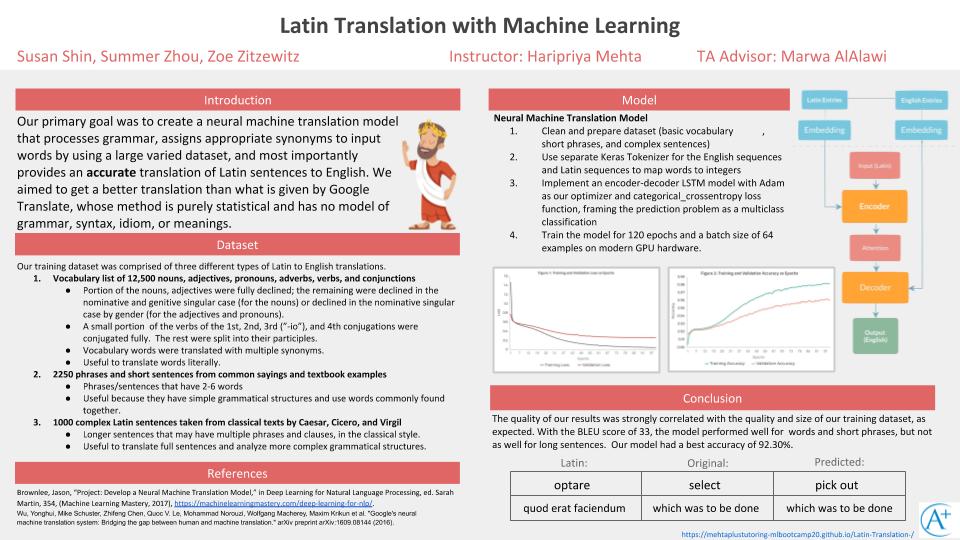 Latin Translation with Machine Learning
Susan Shin, Summer Zhou, Zoe Zitzewitz
Instructor: Haripriya Mehta
TA Advisor: Marwa AlAlawi
Introduction
Our primary goal was to create a neural machine translation model
that processes grammar, assigns appropriate synonyms to input
words by using a large varied dataset, and most importantly
provides an accurate translation of Latin sentences to English. We
aimed to get a better translation than what is given by Google
Translate, whose method is purely statistical and has no model of
grammar, syntax, idiom, or meanings.
Dataset
Our training dataset was comprised of three different types of Latin to English translations.
1. Vocabulary list of 12,500 nouns, adjectives, pronouns, adverbs, verbs, and conjunctions
● Portion of the nouns, adjectives were fully declined; the remaining were declined in the
nominative and genitive singular case (for the nouns) or declined in the nominative singular
case by gender (for the adjectives and pronouns).
● A small portion of the verbs of the 1st, 2nd, 3rd ("-io"), and 4th conjugations were
conjugated fully. The rest were split into their participles.
● Vocabulary words were translated with multiple synonyms.
● Useful to translate words literally.
2. 2250 phrases and short sentences from common sayings and textbook examples
● Phrases/sentences that have 2-6 words
● Useful because they have simple grammatical structures and use words commonly found
together.
3. 1000 complex Latin sentences taken from classical texts by Caesar, Cicero, and Virgil
● Longer sentences that may have multiple phrases and clauses, in the classical style.
● Useful to translate full sentences and analyze more complex grammatical structures.
References
Brownlee, Jason, "Project: Develop a Neural Machine Translation Model," in Deep Learning for Natural Language Processing, ed. Sarah
Martin, 354, (Machine Learning Mastery, 2017), https://machinelearningmastery.com/deep-learning-for-nlp/.
Wu, Yonghui, Mike Schuster, Zhifeng Chen, Quoc V. Le, Mohammad Norouzi, Wolfgang Macherey, Maxim Krikun et al. "Google's neural
machine translation system: Bridging the gap between human and machine translation." arXiv preprint arXiv:1609.08144 (2016).
Model
Neural Machine Translation Model
1. Clean and prepare dataset (basic vocabulary ,
short phrases, and complex sentences)
2. Use separate Keras Tokenizer for the English sequences
and Latin sequences to map words to integers
3. Implement an encoder-decoder LSTM model with Adam
as our optimizer and categorical_crossentropy loss
function, framing the prediction problem as a multiclass
classification
4. Train the model for 120 epochs and a batch size of 64
examples on modern GPU hardware.
Latin Entries
English Entries
Embedding
Embedding
Input (Latin)
Encoder
Attention
Decoder
Output
(English)
Figure 1: Training and Validation Loss vs Epochs
Epochs
Training Loss
Validation Loss
Figure 2: Training and Validation Accuracy vs Epochs
Accuracy
Epochs
Training Accuracy
Validation Accuracy
Conclusion
The quality of our results was strongly correlated with the quality and size of our training dataset, as
expected. With the BLEU score of 33, the model performed well for words and short phrases, but not
as well for long sentences. Our model had a best accuracy of 92.30%.
Latin:
Original:
Predicted:
optare
select
pick out
quod erat faciendum
which was to be done
which was to be done
https://mehtaplustutoring-mlbootcamp20.github.io/Latin-Translation-/
A+